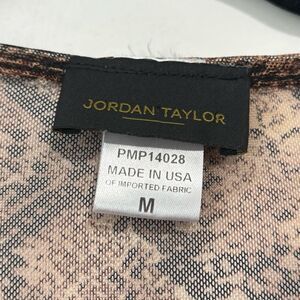 JORDAN TAYLOR
PMP14028
MADE IN USA
OF IMPORTED FABRIC
M